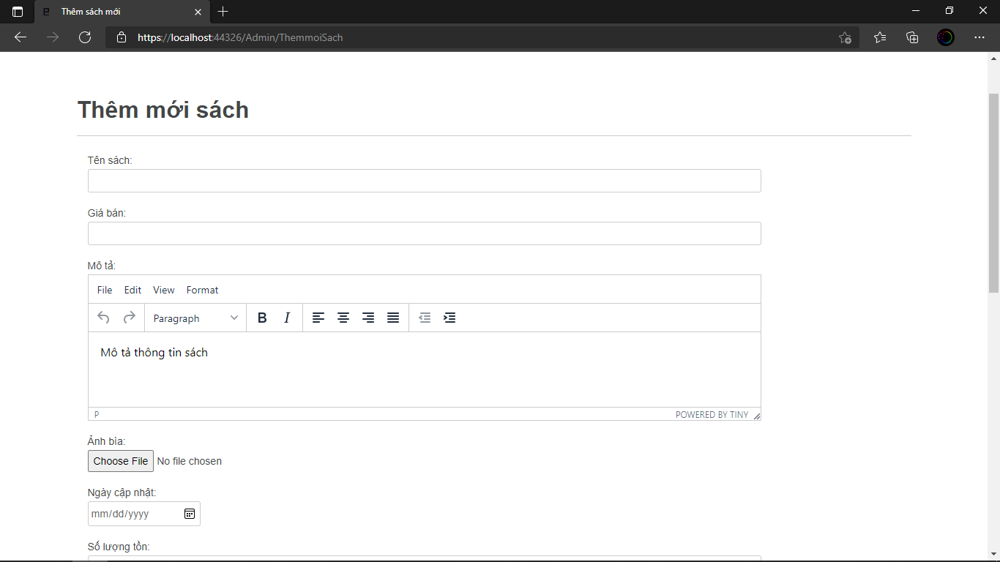 Thêm sách mới
https://localhost:44326/Admin/ThemmoiSach
Thêm mới sách
Tên sách:
Giá bán:
Mô tả:
File Edit View Format
Paragraph B I
Mô tả thông tin sách
P POWERED BY TINY
Ảnh bìa:
Choose File No file chosen
Ngày cập nhật:
mm/dd/yyyy
Số lượng tồn: